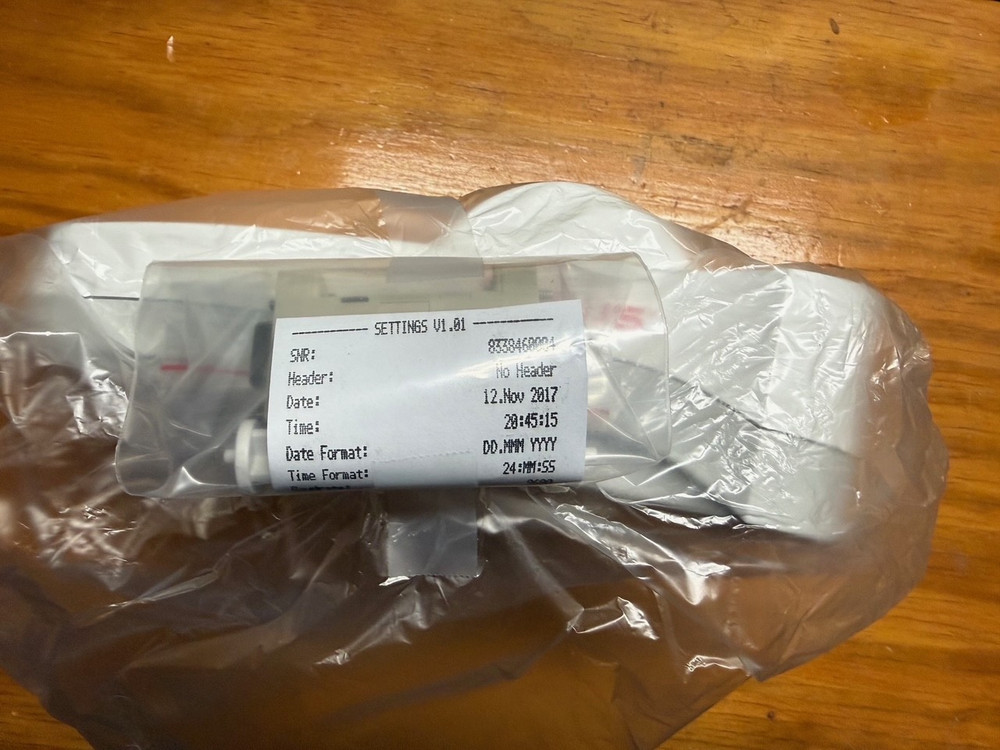 ------------ SETTINGS V1.01 -------------
SNR:
Header: No Header
Date: 12.Nov 2017
Time: 20:45:15
Date Format: DD.MMM YYYY
Time Format: 24:MM:SS